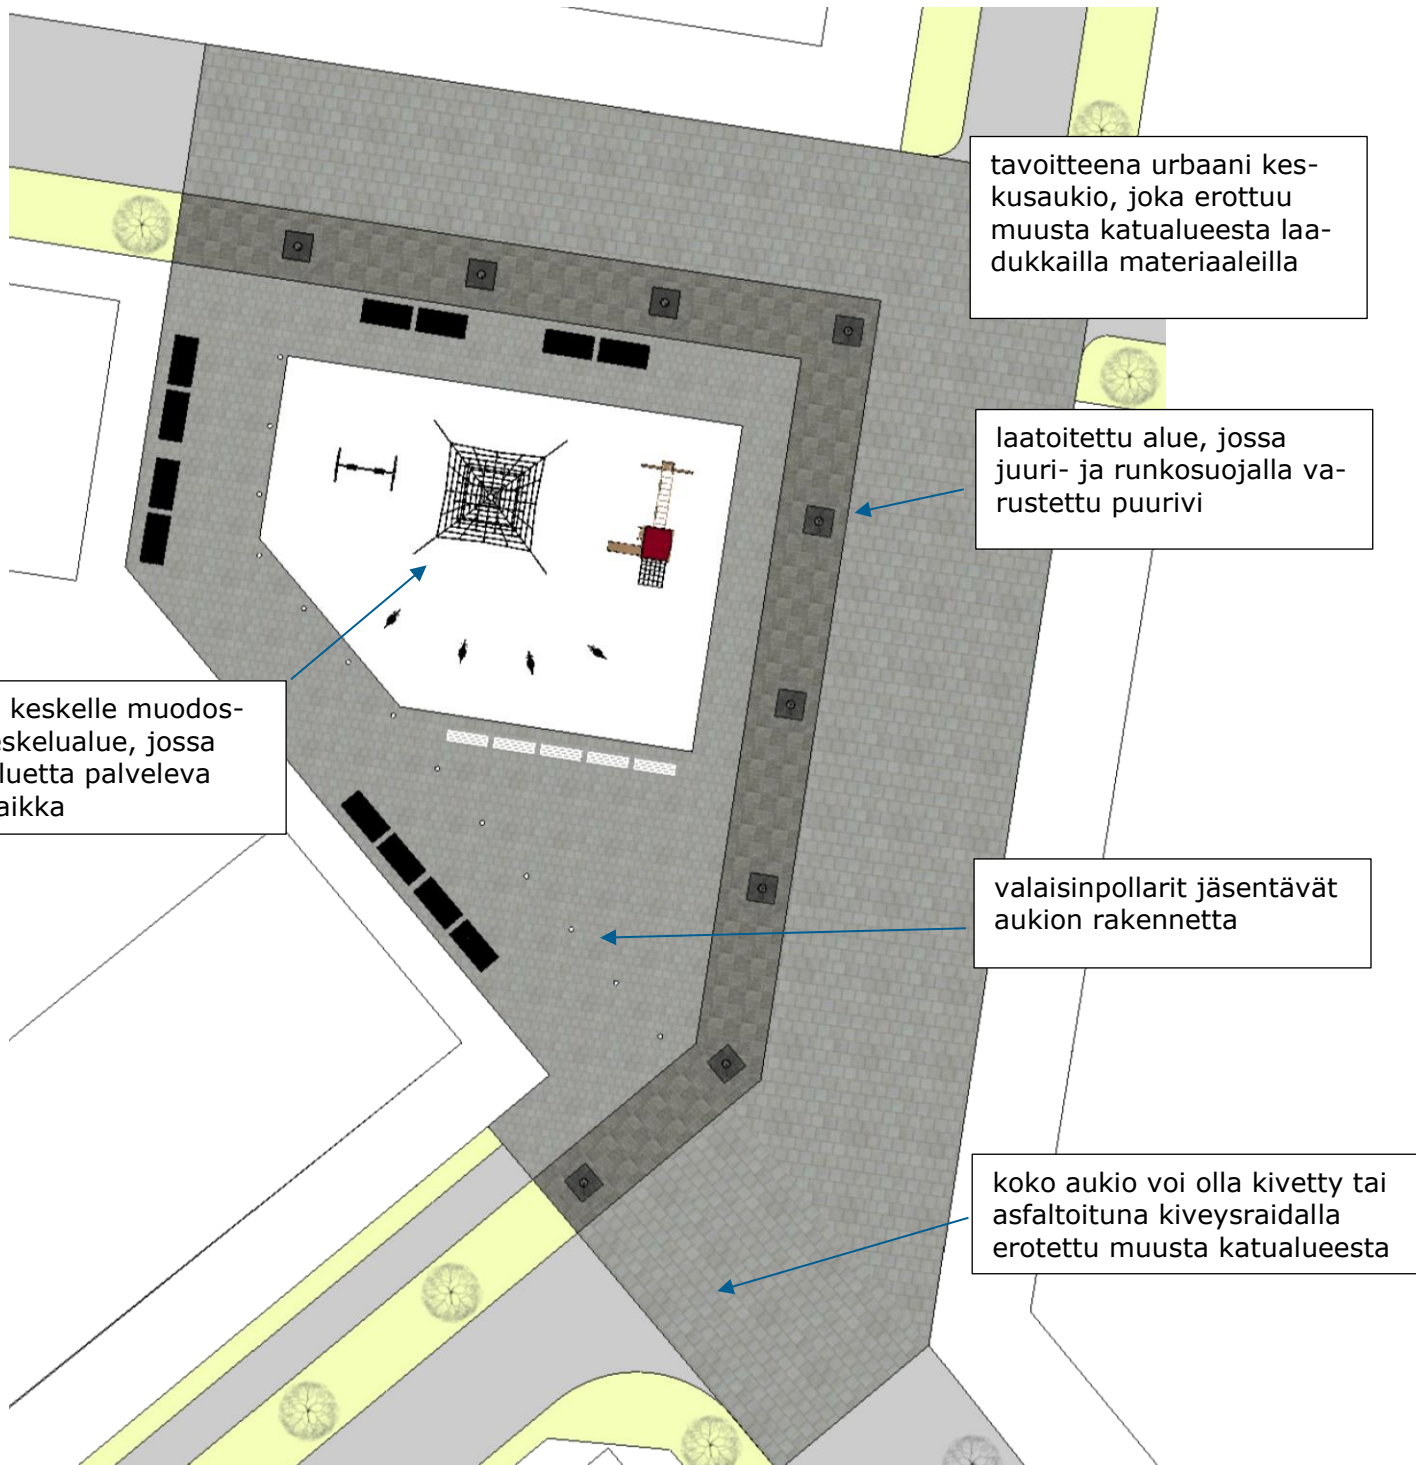 tavoitteena urbaani kes-
kusaukio, joka erottuu
muusta katualueesta laa-
dukkailla materiaaleilla
laatoitettu alue, jossa
juuri- ja runkosuojalla va-
rustettu puurivi
keskelle muodos-
eskelualue, jossa
luetta palveleva
aikka
valaisinpollarit jäsentävät
aukion rakennetta
koko aukio voi olla kivetty tai
asfaltoituna kiveysraidalla
erotettu muusta katualueesta